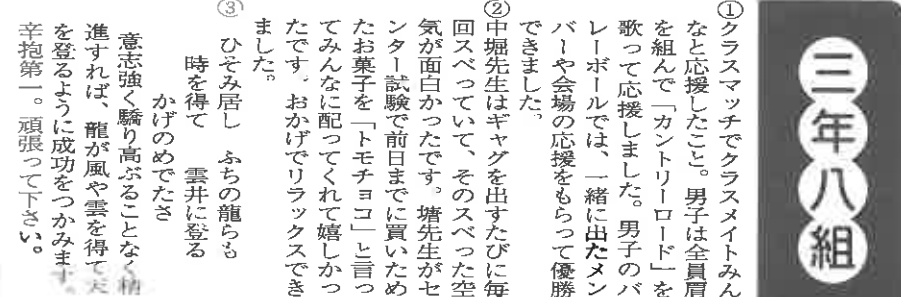 三年八組
①クラスマッチでクラスメイトみん
なと応援したこと。男子は全員肩
を組んで「カントリーロード」を
歌って応援しました。男子のバ
レーボールでは、一緒に出たメン
バーや会場の応援をもらって優勝
できました。
②中堀先生はギャグを出すたびに毎
回スベっていて、そのスベった空
気が面白かったです。塘先生がセ
ンター試験で前日までに買いため
たお菓子を「トモチョコ」と言っ
てみんなに配ってくれて嬉しかっ
たです。おかげでリラックスでき
ました。
③
ひそみ居し　ふちの龍らも
時を得て　雲井に登る
かげのめでたさ
意志強く驕り高ぶることなく精
進すれば、龍が風や雲を得て天
を登るように成功をつかみます。
辛抱第一。頑張って下さい。